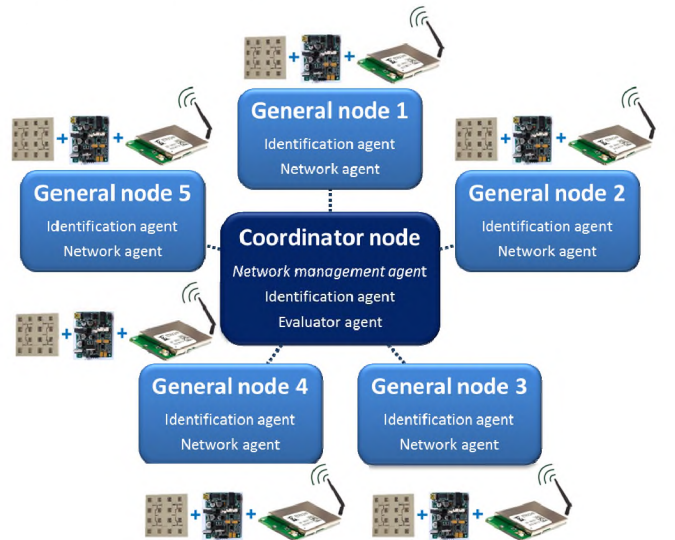 General node 1
Identification agent
Network agent
General node 5
Identification agent
Network agent
General node 2
Identification agent
Network agent
Coordinator node
Network management agent
Identification agent
Evaluator agent
General node 4
Identification agent
Network agent
General node 3
Identification agent
Network agent